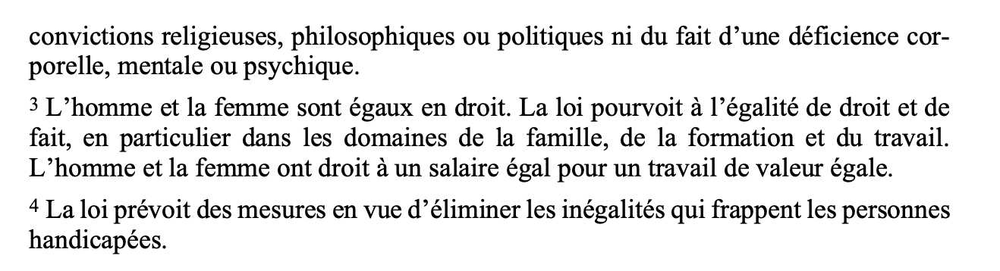 convictions religieuses, philosophiques ou politiques ni du fait d’une déficience cor-
porelle, mentale ou psychique.
3 L’homme et la femme sont égaux en droit. La loi pourvoit à l’égalité de droit et de
fait, en particulier dans les domaines de la famille, de la formation et du travail.
L’homme et la femme ont droit à un salaire égal pour un travail de valeur égale.
4 La loi prévoit des mesures en vue d’éliminer les inégalités qui frappent les personnes
handicapées.